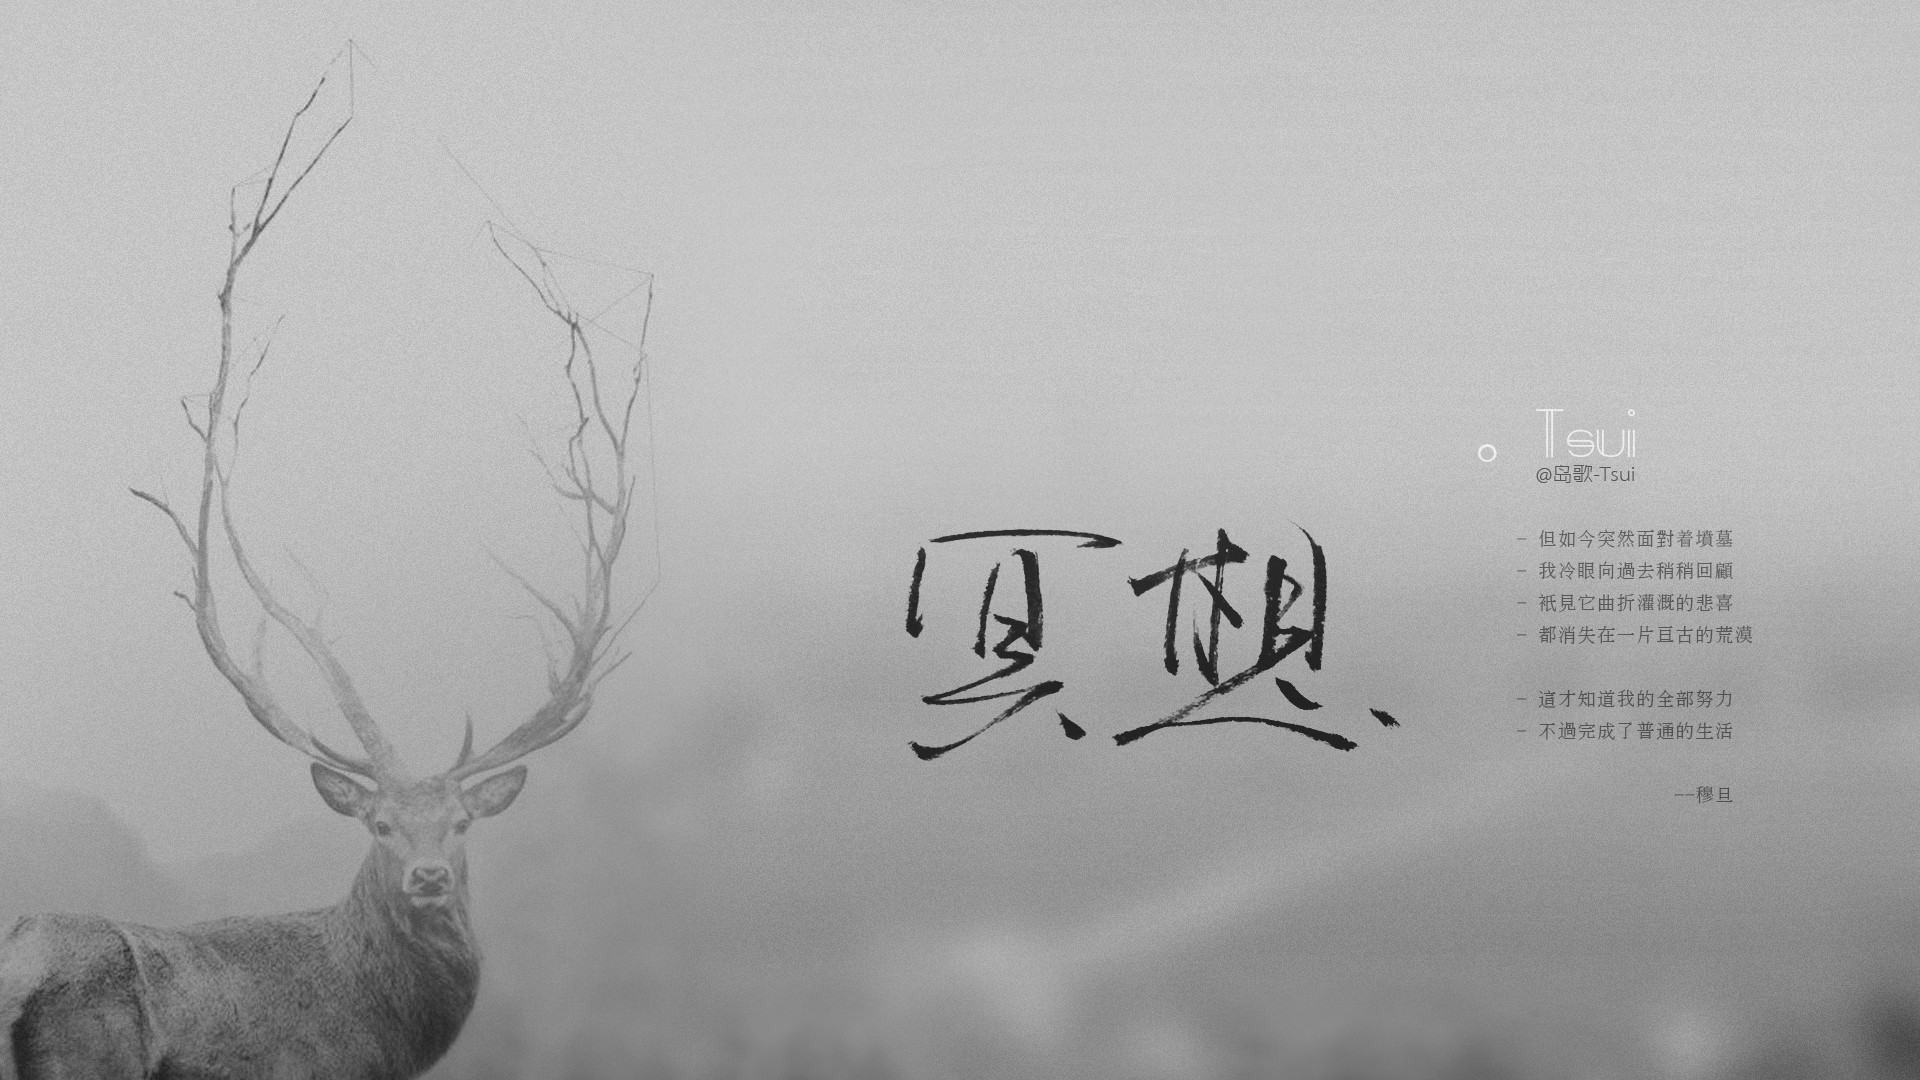 冥想
Tsui
@岛歌-Tsui
- 但如今突然面對着墳墓
- 我冷眼向過去稍稍回顧
- 衹見它曲折灌溉的悲喜
- 都消失在一片亘古的荒漠
- 這才知道我的全部努力
- 不過完成了普通的生活
——穆旦